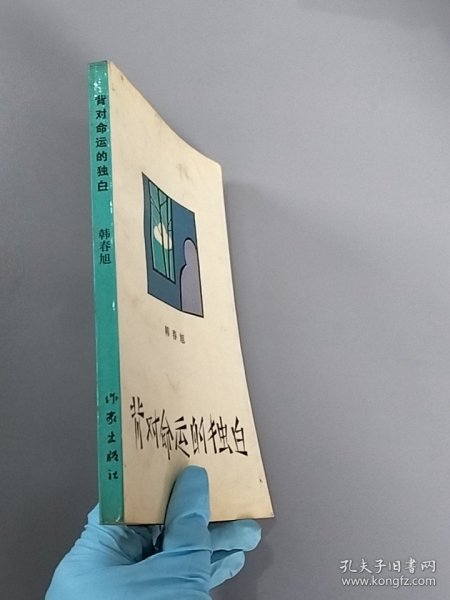 背对命运的独白
韩春旭
作家出版社
韩春旭
背对命运的独白
孔夫子旧书网
www.kongfz.com